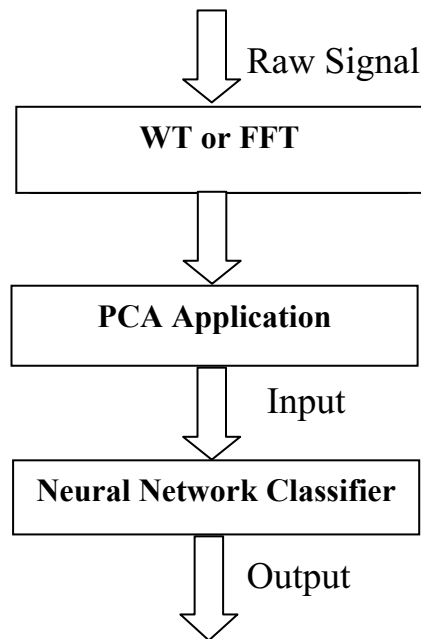 Raw Signal
WT or FFT
PCA Application
Input
Neural Network Classifier
Output